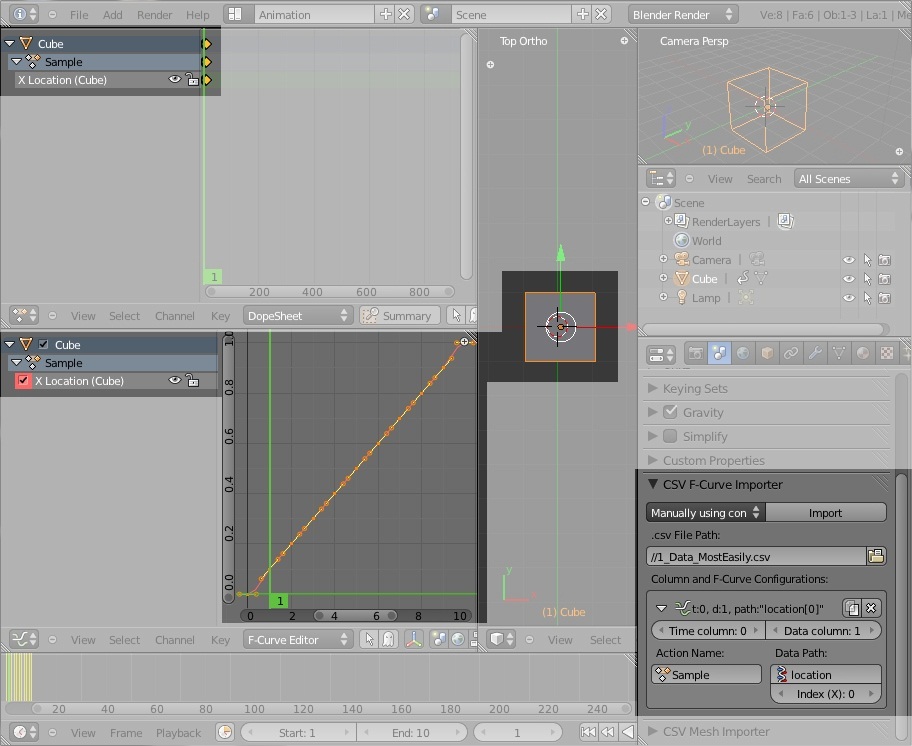 File Add Render Help Animation Scene Blender Render Ve:8 | Fa:6 | Ob:1-3 | La:1 | Me
Cube
Sample
X Location (Cube)
1
200 400 600 800
View Select Channel Key DopeSheet Summary
Top Ortho
Camera Persp
y
(1) Cube
View Search All Scenes
Scene
RenderLayers |
World
Camera |
Cube |
Lamp |
Cube
Sample
X Location (Cube)
1.0
0.8
0.6
0.4
0.2
0.0
1
0 2 4 6 8 10
View Select Channel Key F-Curve Editor
y
(1) Cube
View Select
Keying Sets
Gravity
Simplify
Custom Properties
CSV F-Curve Importer
Manually using con Import
.csv File Path:
//1_Data_MostEasily.csv
Column and F-Curve Configurations:
t:0, d:1, path:"location[0]"
Time column: 0 Data column: 1
Action Name: Data Path:
Sample location
Index (X): 0
CSV Mesh Importer
20 40 60 80 100 120 140 160 180 200 220 240
View Frame Playback Start: 1 End: 10 1